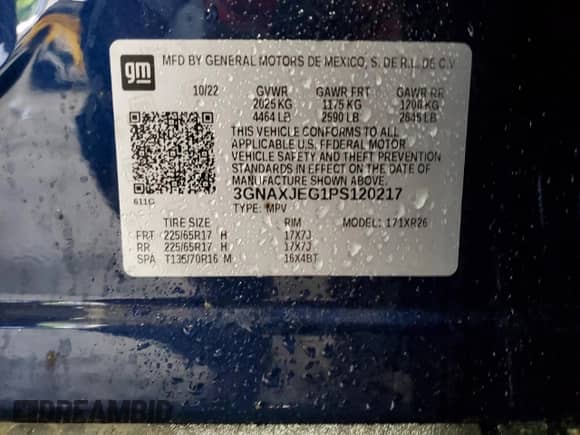 gm MFD BY GENERAL MOTORS DE MEXICO, S. DE R.L. DE C.V.
10/22 GVWR GAWR FRT GAWR RR
2025 KG 1175 KG 1200 KG
4464 LB 2590 LB 2645 LB
THIS VEHICLE CONFORMS TO ALL
APPLICABLE U.S. FEDERAL MOTOR
VEHICLE SAFETY AND THEFT PREVENTION
STANDARDS IN EFFECT ON THE DATE OF
MANUFACTURE SHOWN ABOVE.
3GNAXJEG1PS120217
611G TYPE: MPV MODEL: 171XR26
TIRE SIZE RIM
FRT 225/65R17 H 17X7J
RR 225/65R17 H 17X7J
SPA T135/70R16 M 16X4BT
DREAMBID